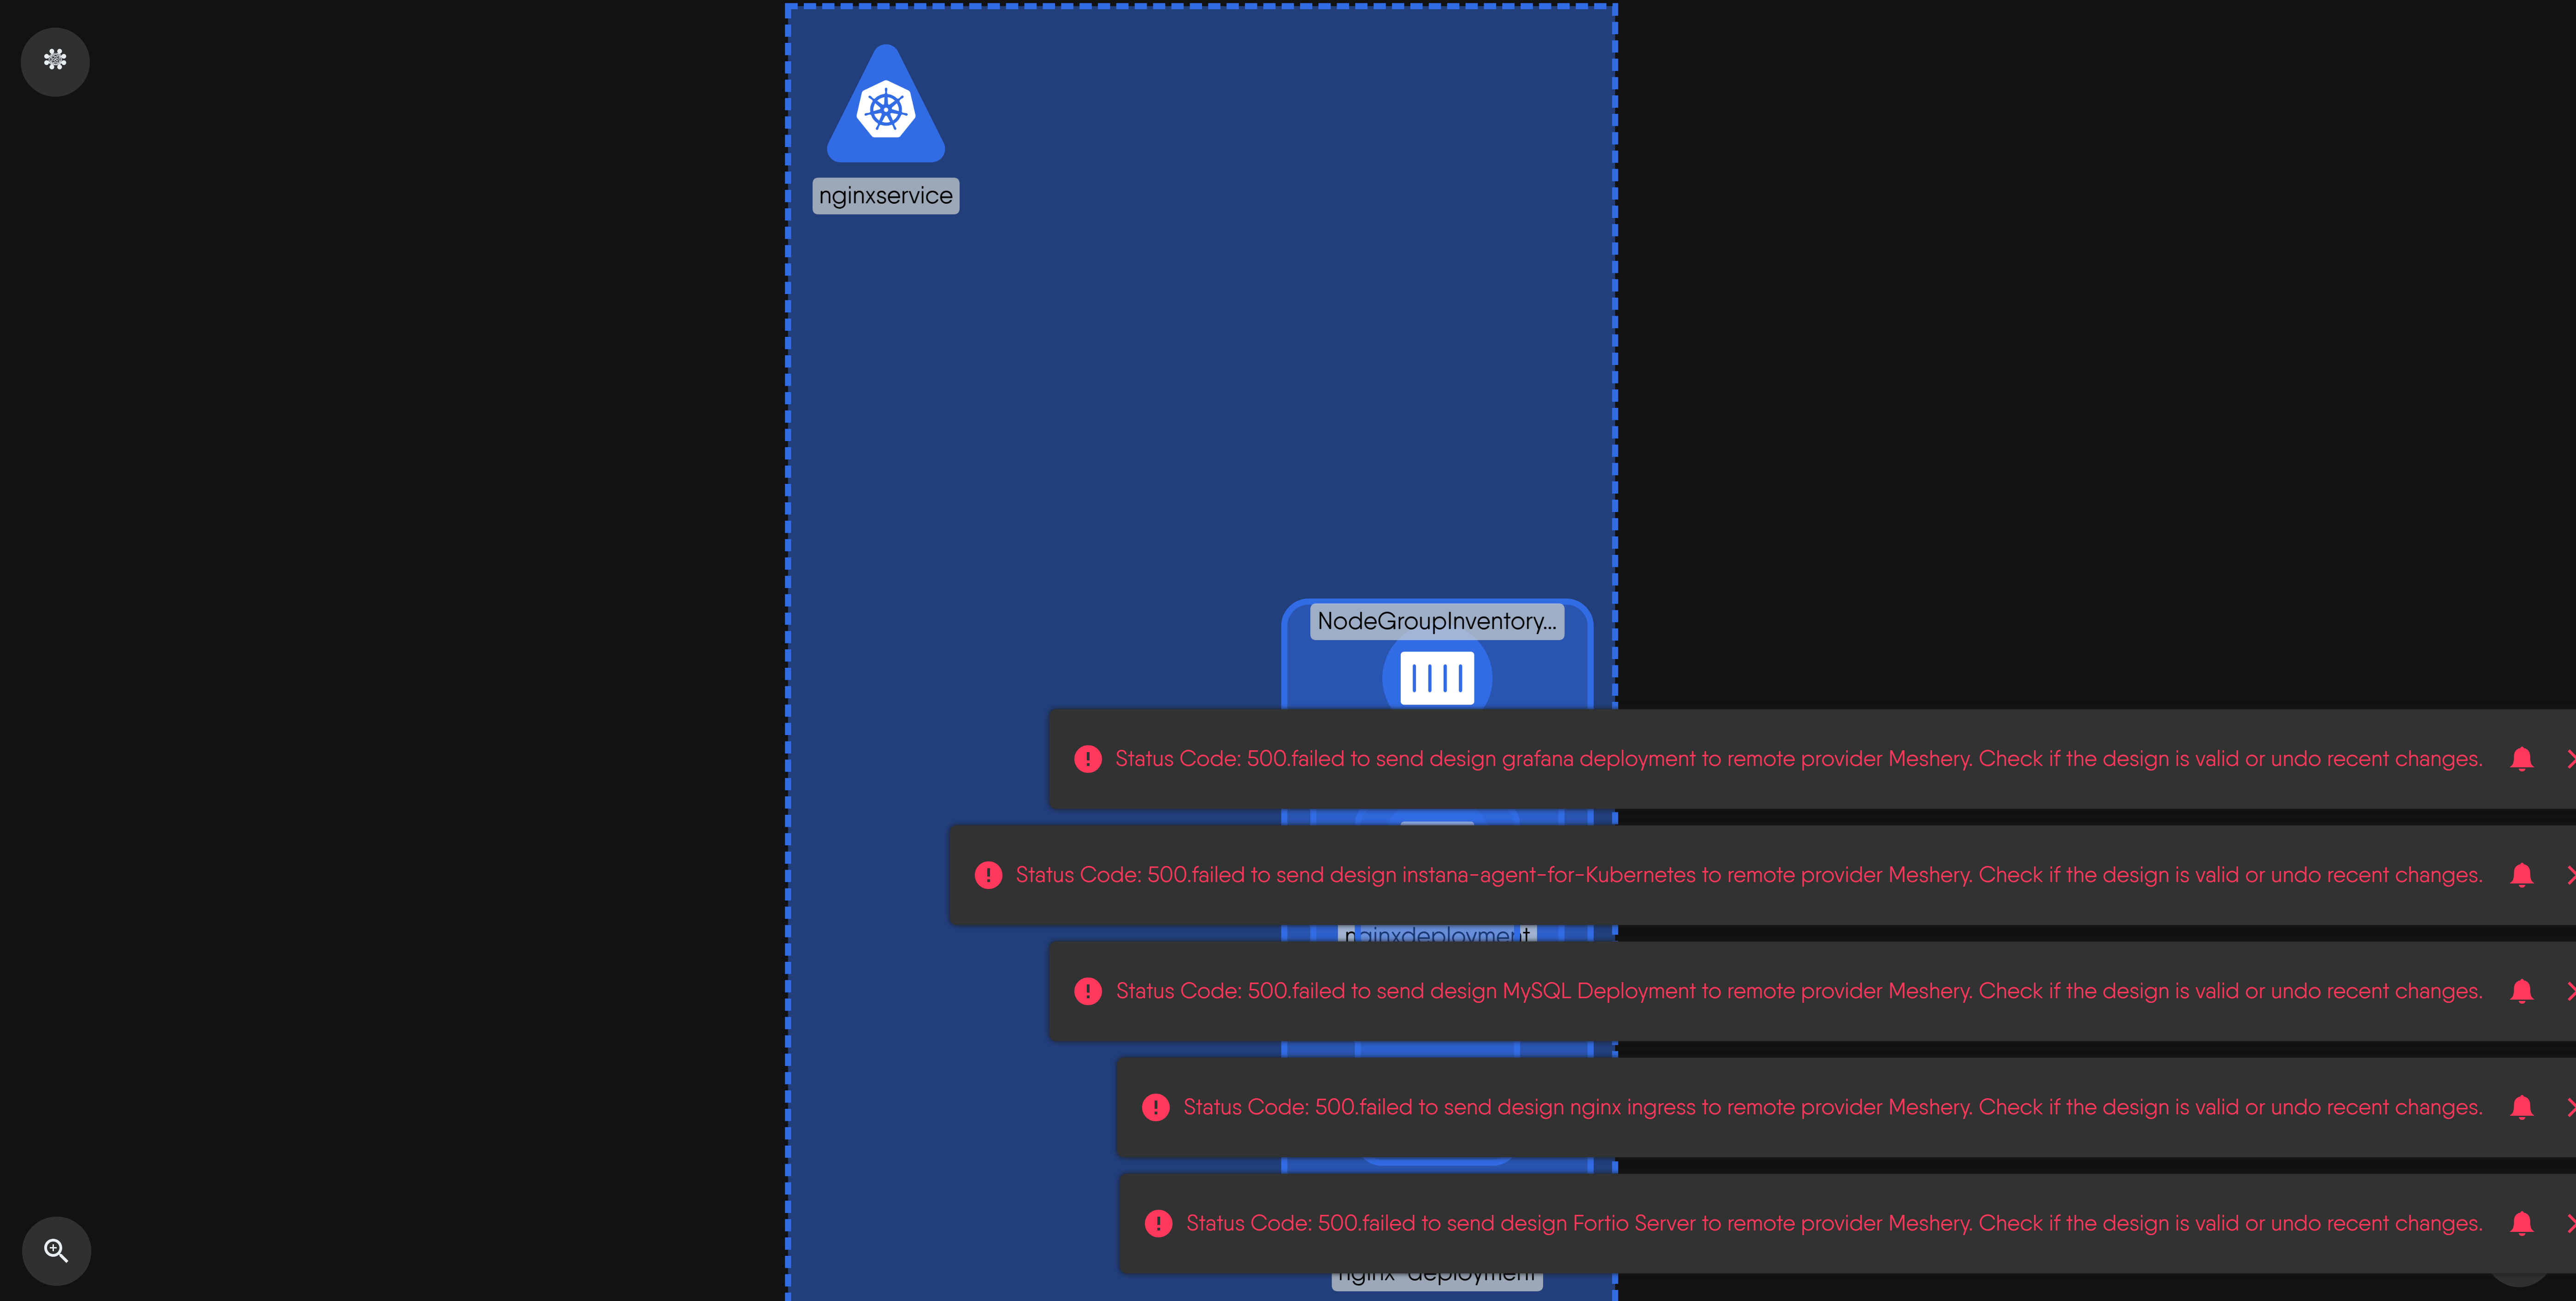 nginxservice
NodeGroupInventory...
Status Code: 500.failed to send design grafana deployment to remote provider Meshery. Check if the design is valid or undo recent changes.
Status Code: 500.failed to send design instana-agent-for-Kubernetes to remote provider Meshery. Check if the design is valid or undo recent changes.
nginxdeployment
Status Code: 500.failed to send design MySQL Deployment to remote provider Meshery. Check if the design is valid or undo recent changes.
Status Code: 500.failed to send design nginx ingress to remote provider Meshery. Check if the design is valid or undo recent changes.
Status Code: 500.failed to send design Fortio Server to remote provider Meshery. Check if the design is valid or undo recent changes.
nginx-deployment